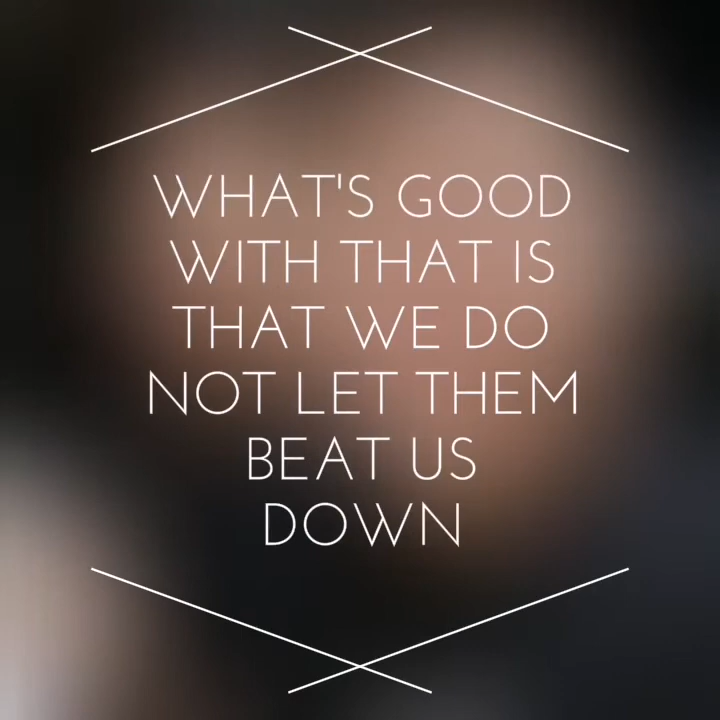 WHAT'S GOOD
WITH THAT IS
THAT WE DO
NOT LET THEM
BEAT US
DOWN